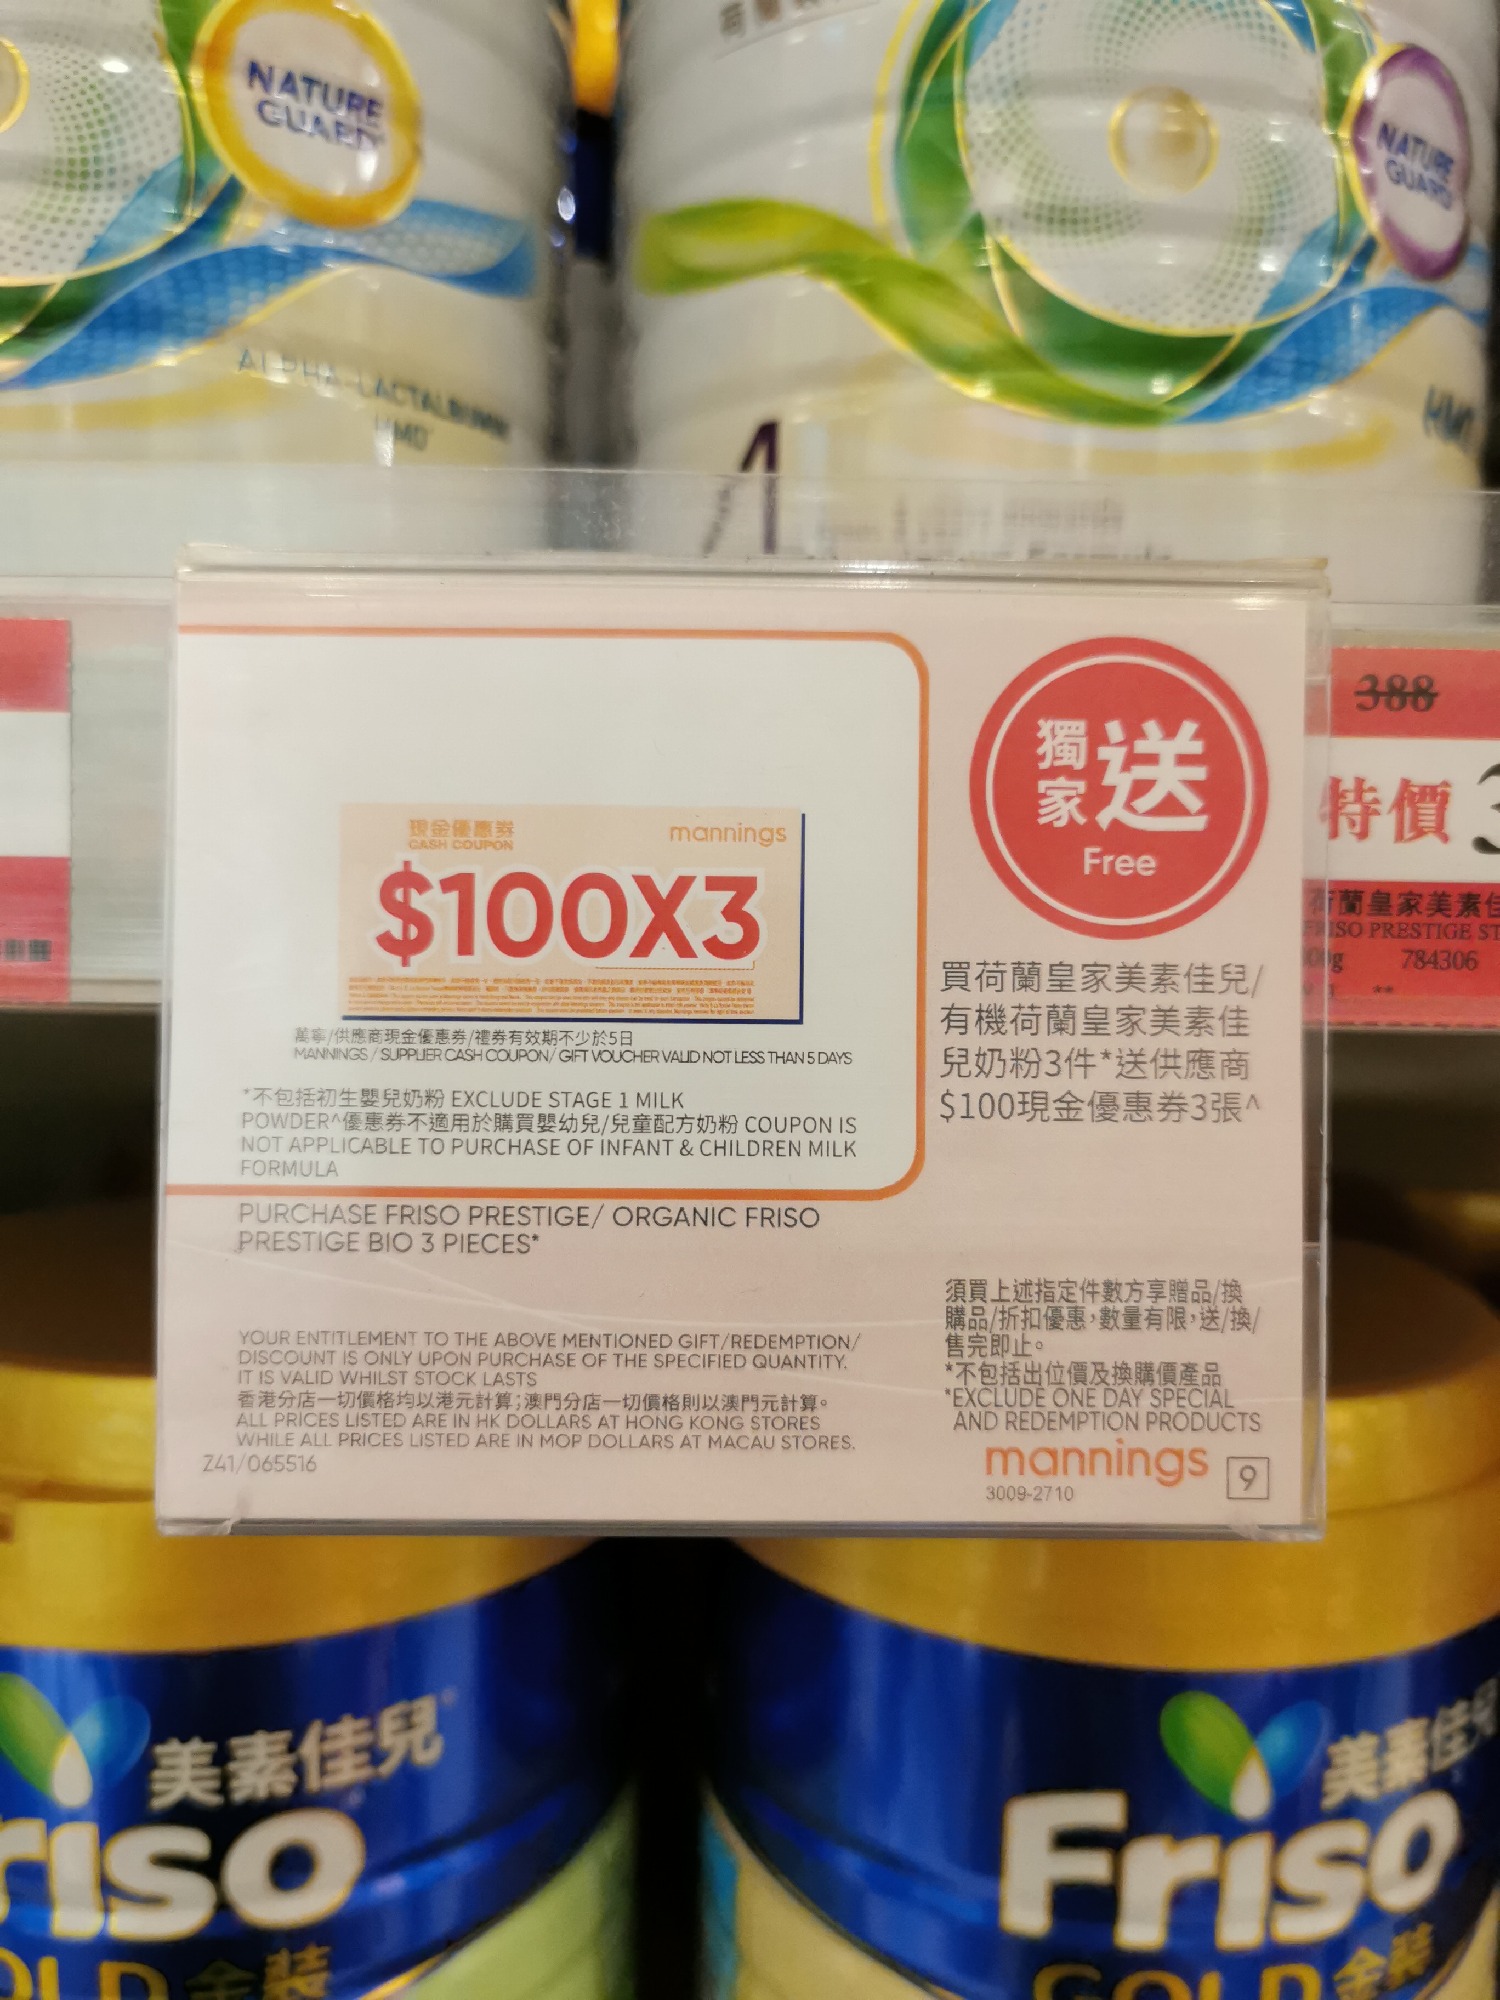 NATURE
GUARD
NATURE
GUARD
ALPHA-LACTALBUMIN
HMO
HMO
4
388
特價
荷蘭皇家美素佳
FRISO PRESTIGE ST
784306
**
獨家送
Free
現金優惠券
CASH COUPON
mannings
$100X3
萬寧/供應商現金優惠券/禮券有效期不少於5日
MANNINGS / SUPPLIER CASH COUPON/ GIFT VOUCHER VALID NOT LESS THAN 5 DAYS
*不包括初生嬰兒奶粉 EXCLUDE STAGE 1 MILK
POWDER^優惠券不適用於購買嬰幼兒/兒童配方奶粉 COUPON IS
NOT APPLICABLE TO PURCHASE OF INFANT & CHILDREN MILK
FORMULA
買荷蘭皇家美素佳兒/
有機荷蘭皇家美素佳
兒奶粉3件*送供應商
$100現金優惠券3張^
PURCHASE FRISO PRESTIGE/ ORGANIC FRISO
PRESTIGE BIO 3 PIECES*
YOUR ENTITLEMENT TO THE ABOVE MENTIONED GIFT/REDEMPTION/
DISCOUNT IS ONLY UPON PURCHASE OF THE SPECIFIED QUANTITY.
IT IS VALID WHILST STOCK LASTS
香港分店一切價格均以港元計算；澳門分店一切價格則以澳門元計算。
ALL PRICES LISTED ARE IN HK DOLLARS AT HONG KONG STORES
WHILE ALL PRICES LISTED ARE IN MOP DOLLARS AT MACAU STORES.
Z41/065516
須買上述指定件數方享贈品/換
購品/折扣優惠，數量有限，送/換/
售完即止。
*不包括出位價及換購價產品
*EXCLUDE ONE DAY SPECIAL
AND REDEMPTION PRODUCTS
mannings 9
3009-2710
美素佳兒
Friso
GOLD 金裝
美素佳兒
Friso
GOLD 金裝